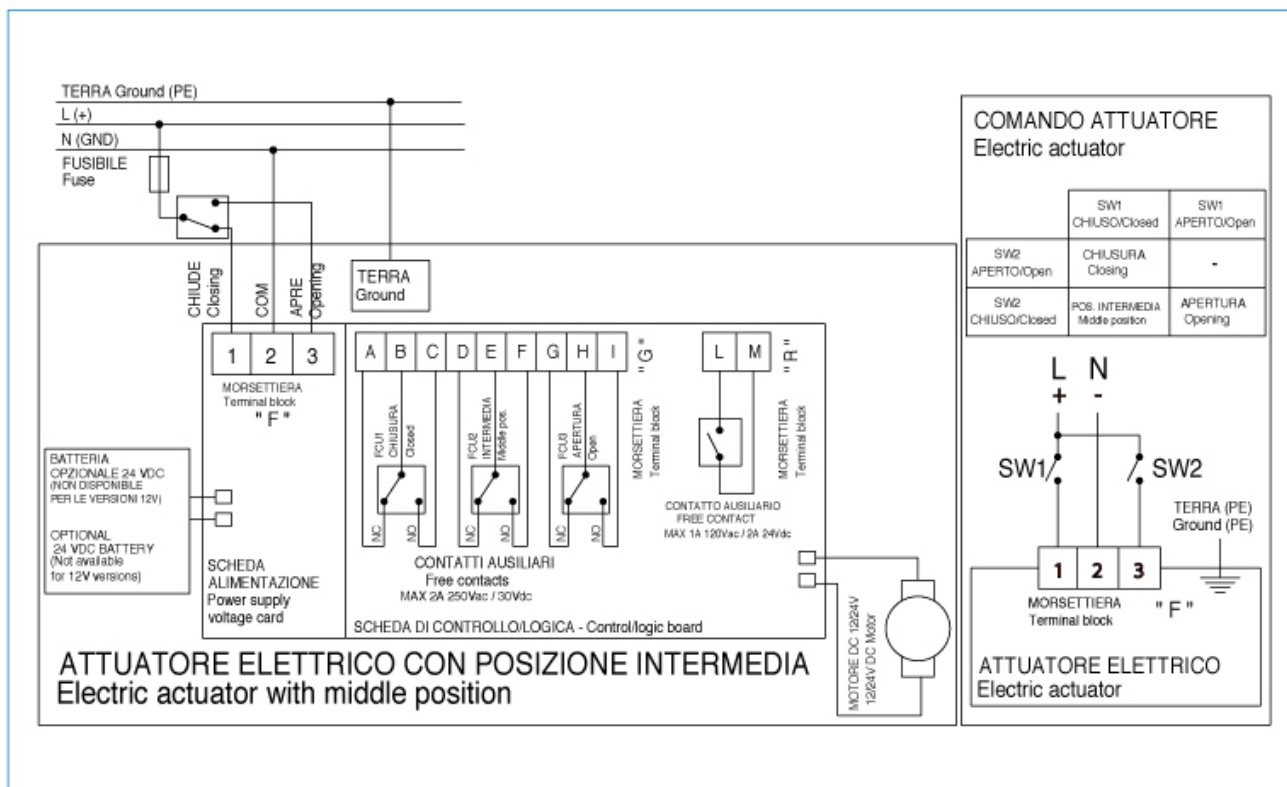 TERRA Ground (PE)
L (+)
N (GND)
FUSIBILE
Fuse
CHIUDE
Closing
COM
APRE
Opening
TERRA
Ground
1 2 3
MORSETTIERA
Terminal block
" F "
A B C D E F G H I
"G"
MORSETTIERA
Terminal block
L M
"R"
MORSETTIERA
Terminal block
FCU1
CHIUSURA
Closed
NC NO
FCU2
INTERMEDIA
Middle pos.
NC NO
FCU3
APERTURA
Open
NC NO
CONTATTO AUSILIARIO
FREE CONTACT
MAX 1A 120Vac / 2A 24Vdc
CONTATTI AUSILIARI
Free contacts
MAX 2A 250Vac / 30Vdc
BATTERIA
OPZIONALE 24 VDC
(NON DISPONIBILE
PER LE VERSIONI 12V)
OPTIONAL
24 VDC BATTERY
(Not available
for 12V versions)
SCHEDA
ALIMENTAZIONE
Power supply
voltage card
SCHEDA DI CONTROLLO/LOGICA - Control/logic board
MOTORE DC 12/24V
12/24V DC Motor
ATTUATORE ELETTRICO CON POSIZIONE INTERMEDIA
Electric actuator with middle position
COMANDO ATTUATORE
Electric actuator
SW1
CHIUSO/Closed
SW1
APERTO/Open
SW2
APERTO/Open
CHIUSURA
Closing
-
SW2
CHIUSO/Closed
POS. INTERMEDIA
Middle position
APERTURA
Opening
L N
+ -
SW1
SW2
TERRA (PE)
Ground (PE)
1 2 3
MORSETTIERA
Terminal block
" F "
ATTUATORE ELETTRICO
Electric actuator